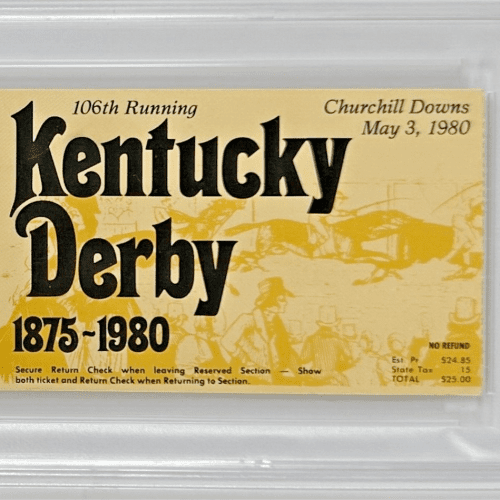 106th Running
Churchill Downs
May 3, 1980
Kentucky
Derby
1875~1980
NO REFUND
Est. Pr. $24.85
State Tax 15
TOTAL $25.00
Secure Return Check when leaving Reserved Section — Show
both ticket and Return Check when Returning to Section.